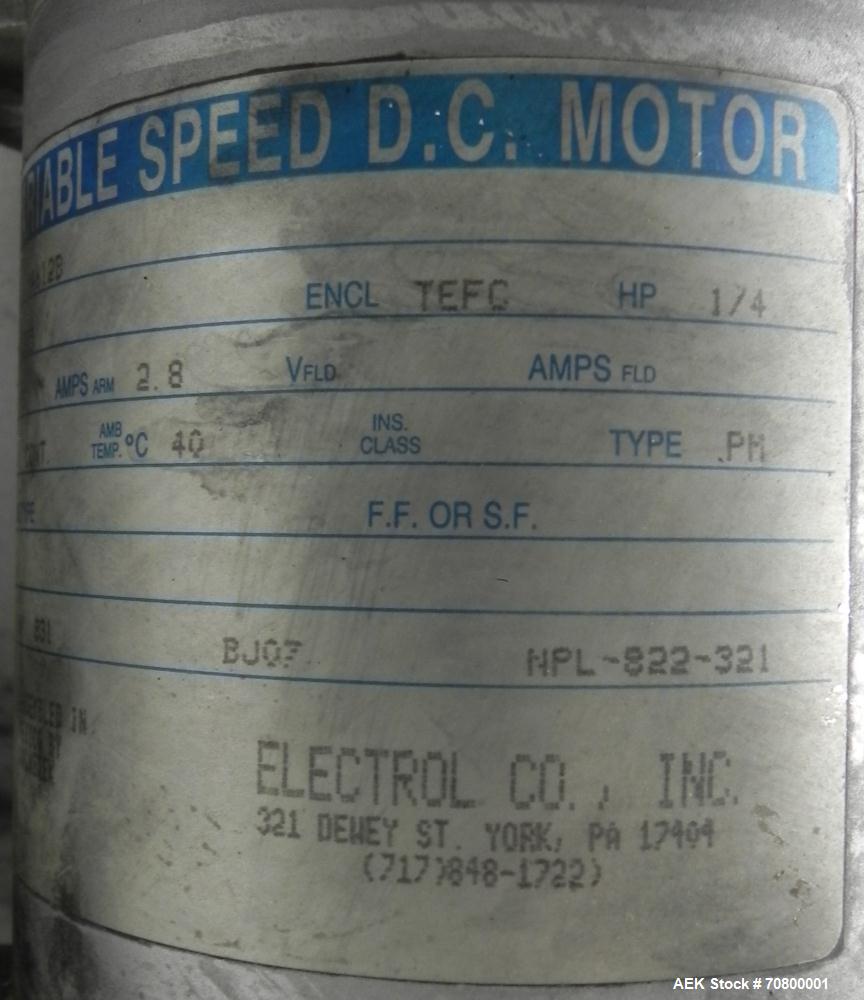 VARIABLE SPEED D.C. MOTOR
ENCL TEFC HP 1/4
AMPS ARM 2.8 VFLD AMPS FLD
AMB TEMP. °C 40 INS. CLASS TYPE PM
F.F. OR S.F.
BJ07 NPL-822-321
IN
ELECTROL CO., INC.
321 DEWEY ST. YORK, PA 17404
(717)848-1722)
AEK Stock # 70800001